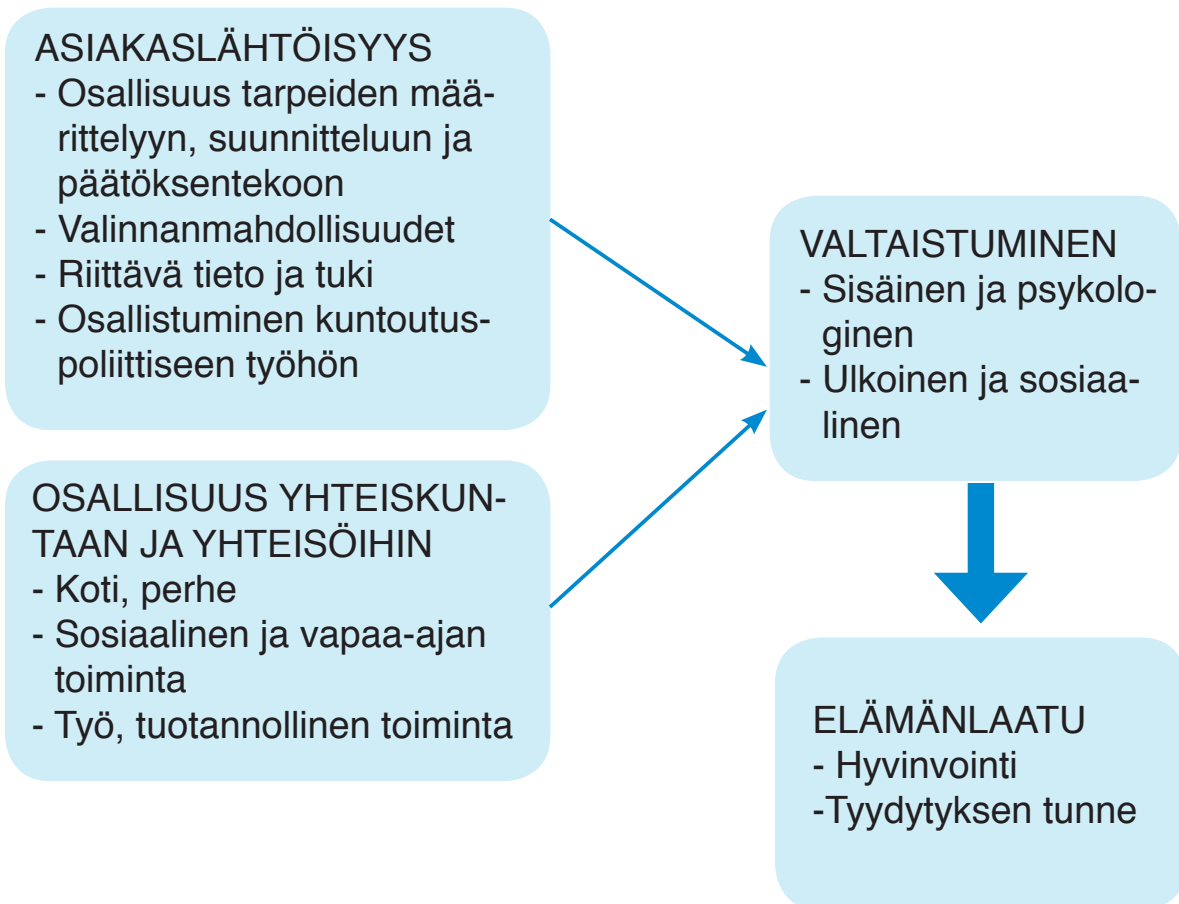 ASIAKASLÄHTÖISYYS
- Osallisuus tarpeiden mää-
rittelyyn, suunnitteluun ja
päätöksentekoon
- Valinnanmahdollisuudet
- Riittävä tieto ja tuki
- Osallistuminen kuntoutus-
poliittiseen työhön
OSALLISUUS YHTEISKUN-
TAAN JA YHTEISÖIHIN
- Koti, perhe
- Sosiaalinen ja vapaa-ajan
toiminta
- Työ, tuotannollinen toiminta
VALTAISTUMINEN
- Sisäinen ja psykolo-
ginen
- Ulkoinen ja sosiaa-
linen
ELÄMÄNLAATU
- Hyvinvointi
-Tyydytyksen tunne